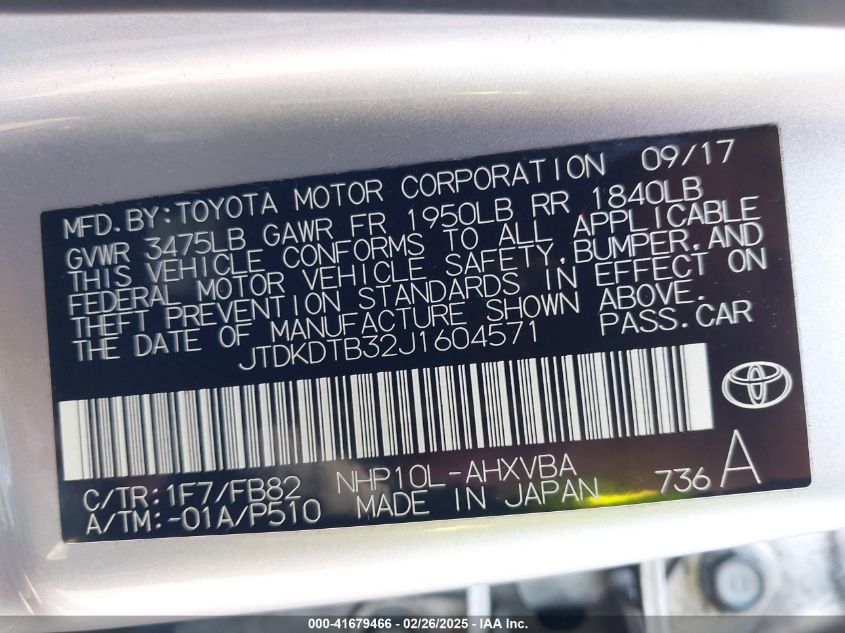 MFD.BY:TOYOTA MOTOR CORPORATION 09/17
GVWR 3475LB GAWR FR 1950LB RR 1840LB
THIS VEHICLE CONFORMS TO ALL APPLICABLE
FEDERAL MOTOR VEHICLE SAFETY,BUMPER,AND
THEFT PREVENTION STANDARDS IN EFFECT ON
THE DATE OF MANUFACTURE SHOWN ABOVE.
JTDKDTB32J1604571 PASS.CAR
C/TR:1F7/FB82 NHP10L-AHXVBA 736 A
A/TM:-01A/P510 MADE IN JAPAN
000-41679466 - 02/26/2025 - IAA Inc.